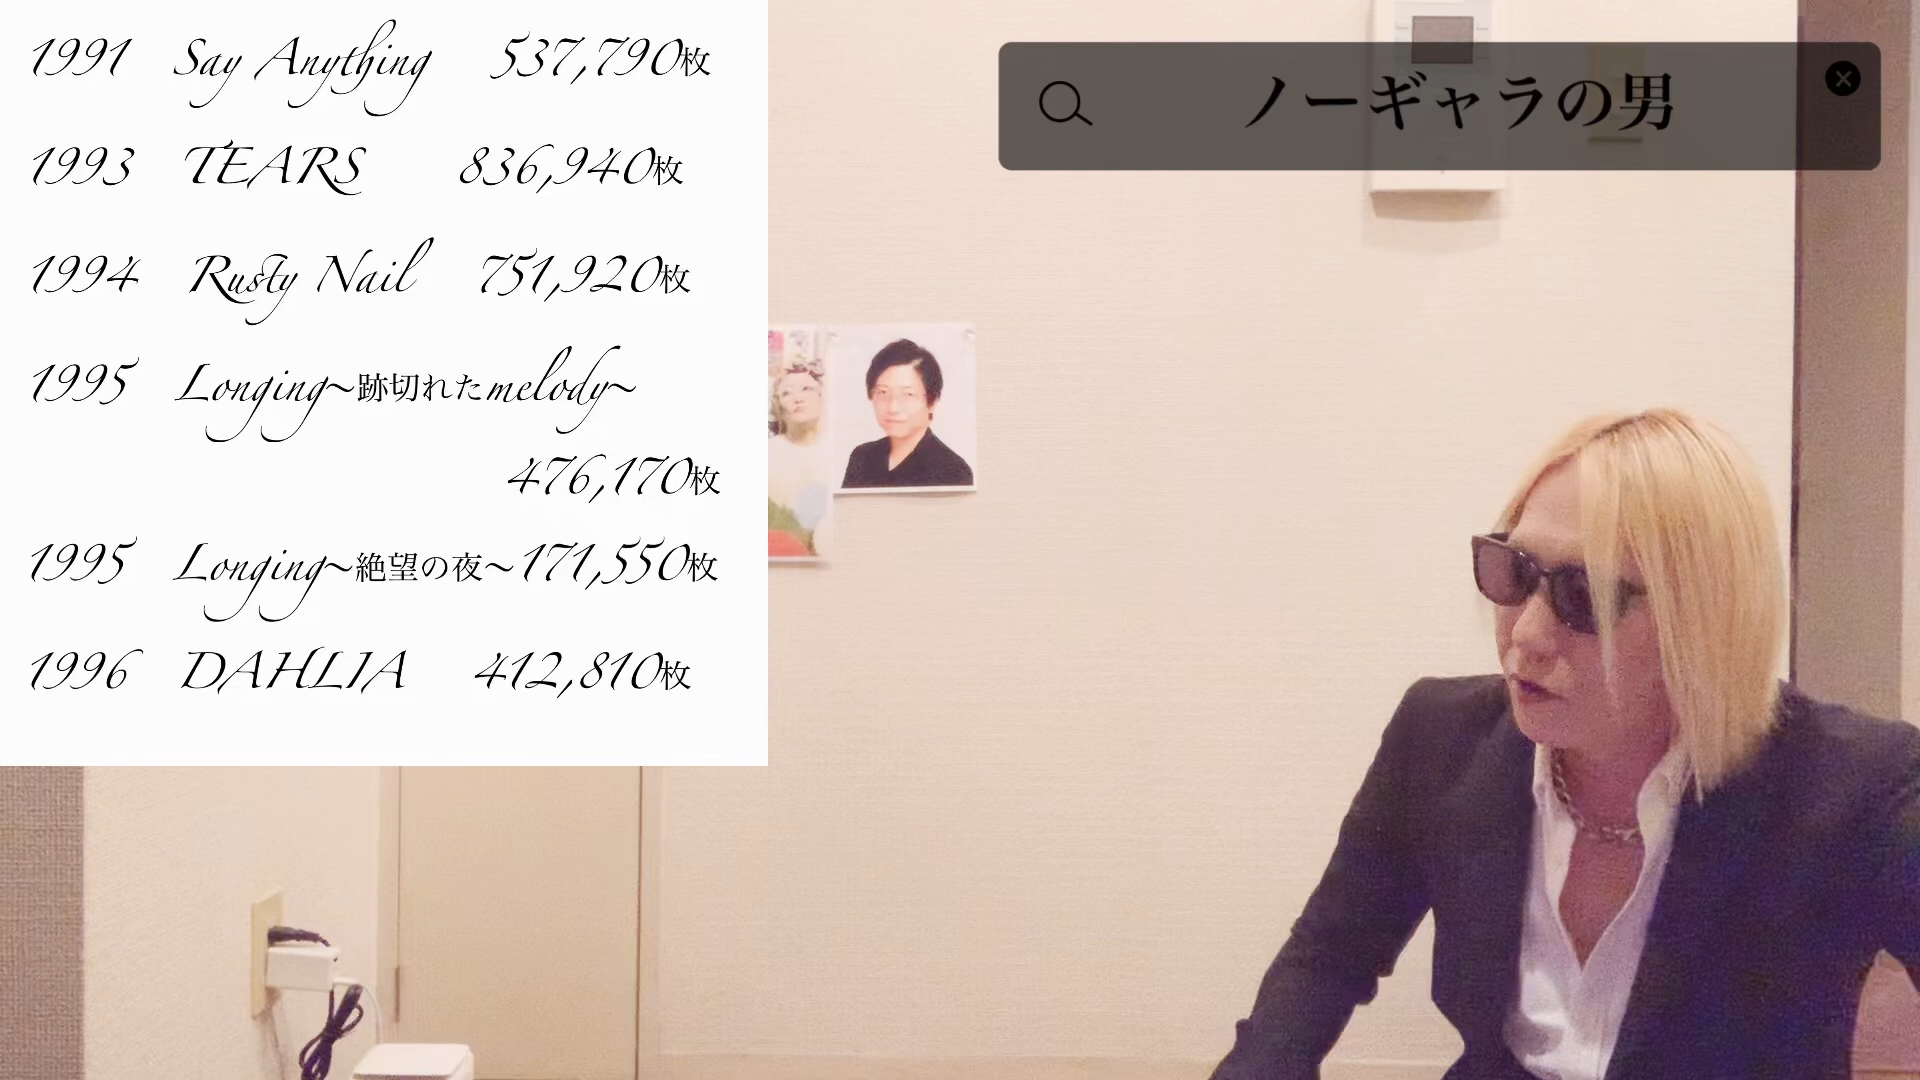 1991 Say Anything 537,790枚
1993 TEARS 836,940枚
1994 Rusty Nail 751,920枚
1995 Longing~跡切れたmelody~
476,170枚
1995 Longing~絶望の夜~171,550枚
1996 DAHLIA 412,810枚
ノーギャラの男